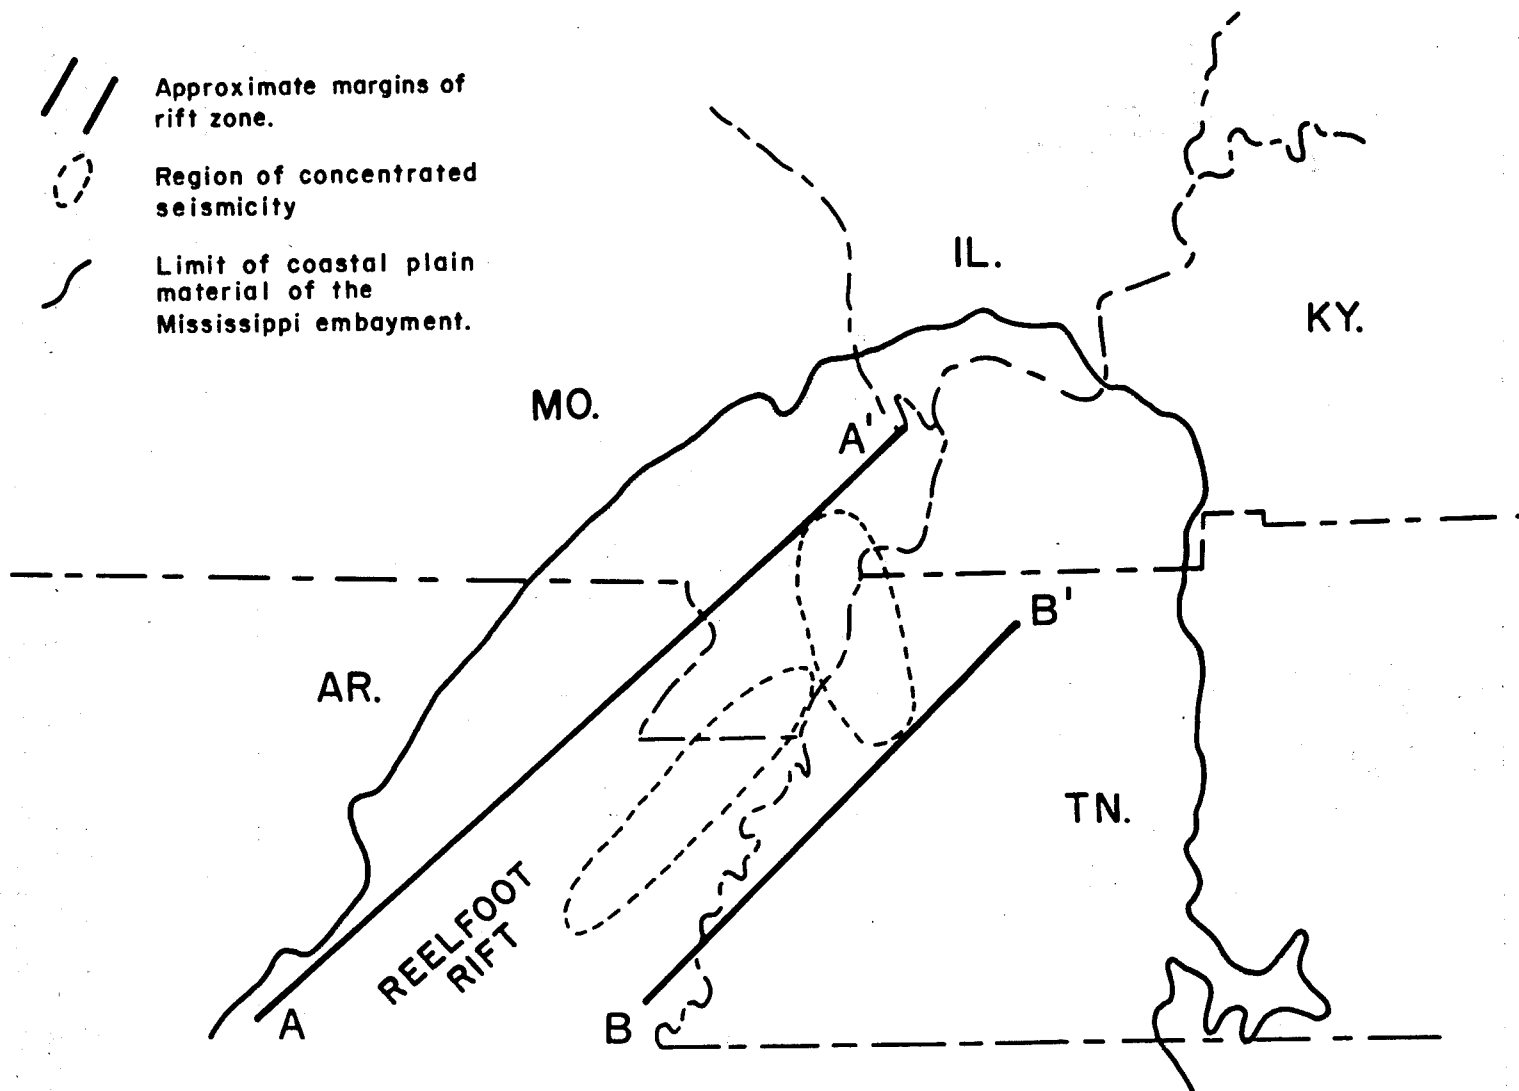 Approximate margins of
rift zone.
Region of concentrated
seismicity
Limit of coastal plain
material of the
Mississippi embayment.
IL.
KY.
MO.
A'
B'
AR.
TN.
REELFOOT
RIFT
A
B